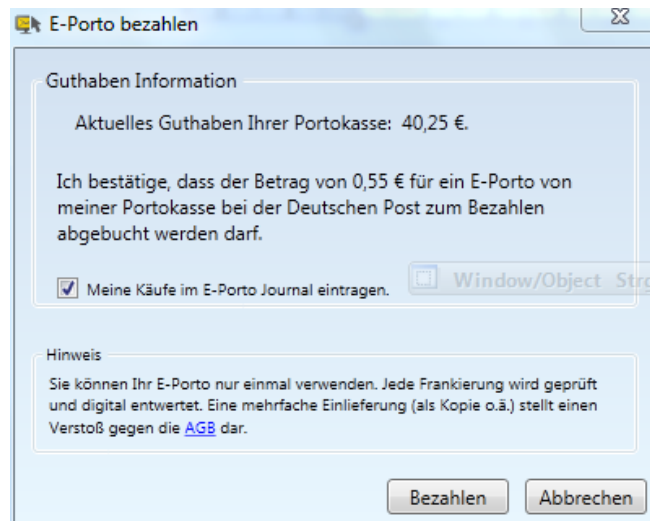 E-Porto bezahlen
Guthaben Information
Aktuelles Guthaben Ihrer Portokasse: 40,25 €.
Ich bestätige, dass der Betrag von 0,55 € für ein E-Porto von
meiner Portokasse bei der Deutschen Post zum Bezahlen
abgebucht werden darf.
Meine Käufe im E-Porto Journal eintragen.
Window/Object Strg
Hinweis
Sie können Ihr E-Porto nur einmal verwenden. Jede Frankierung wird geprüft
und digital entwertet. Eine mehrfache Einlieferung (als Kopie o.ä.) stellt einen
Verstoß gegen die AGB dar.
Bezahlen
Abbrechen